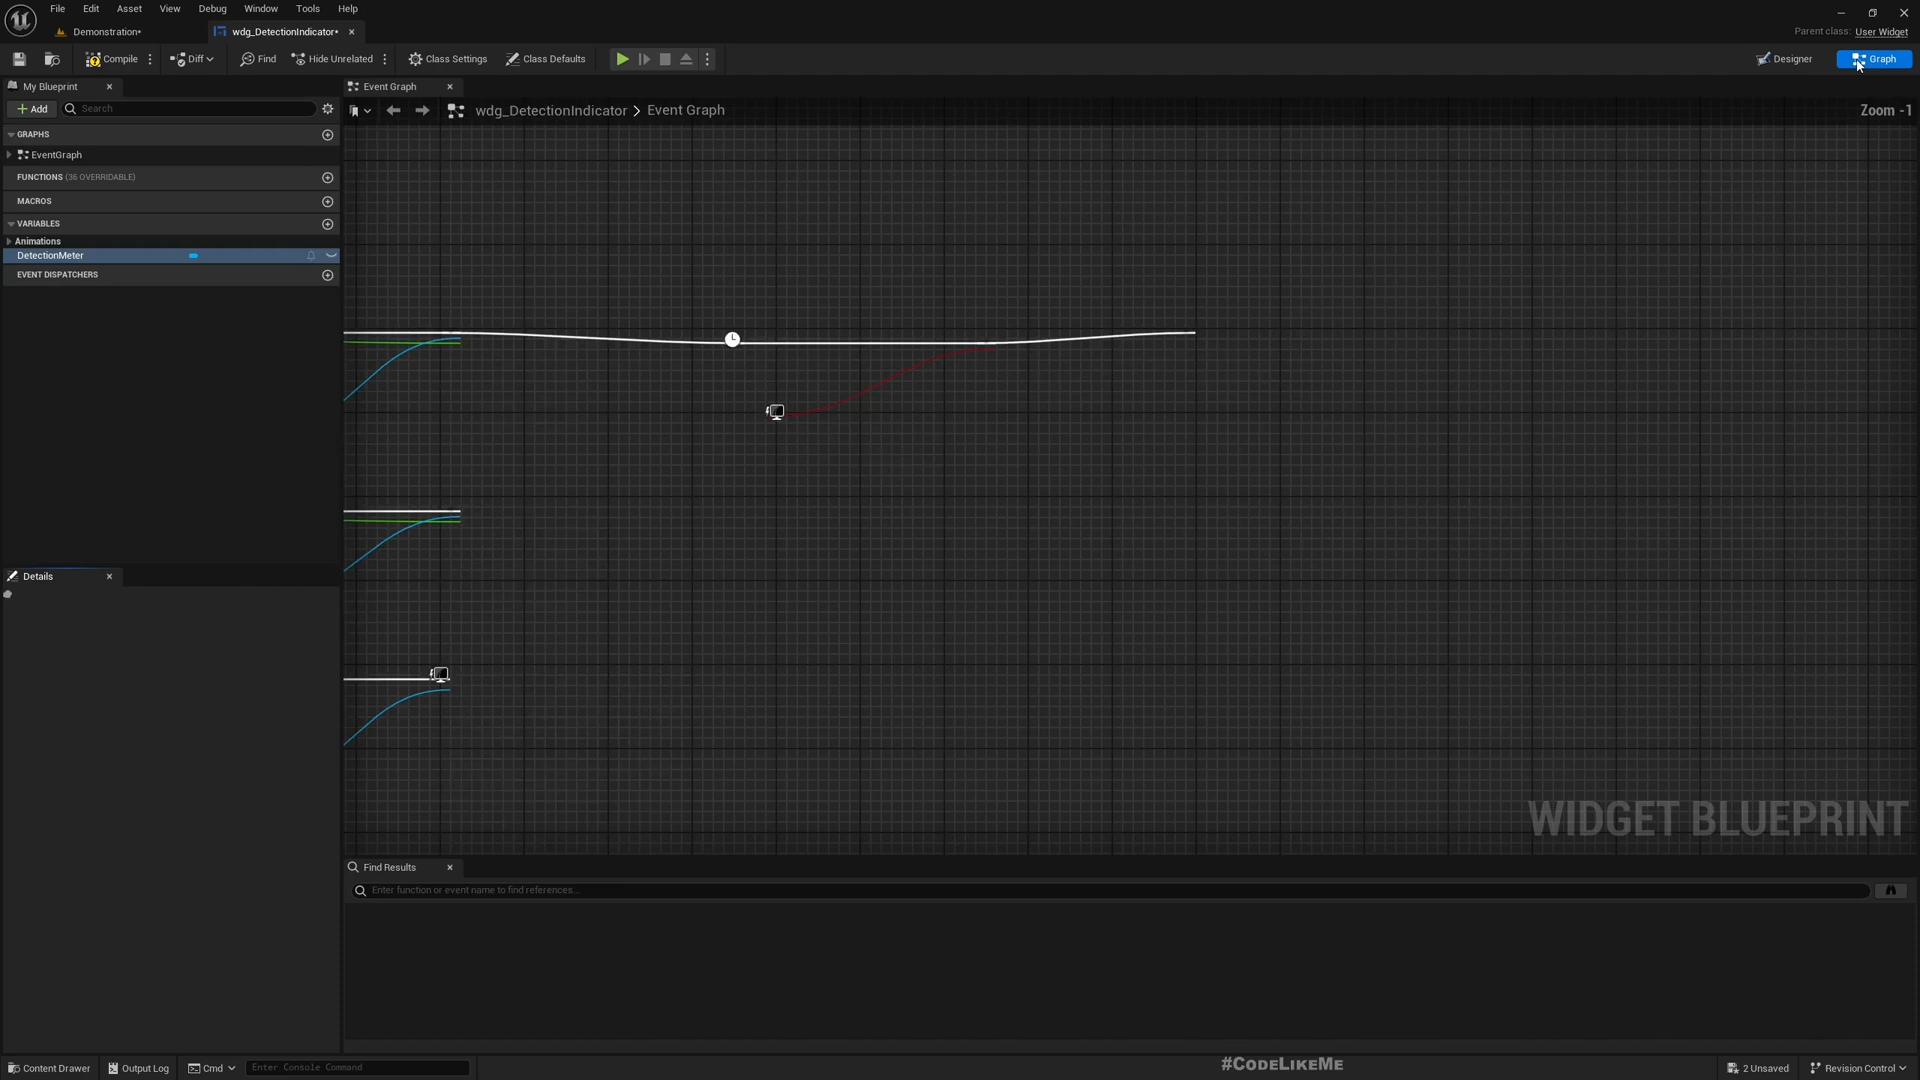 File Edit Asset View Debug Window Tools Help
Demonstration*
wdg_DetectionIndicator*
Parent class: User Widget
Compile
Diff
Find
Hide Unrelated
Class Settings
Class Defaults
Designer
Graph
My Blueprint
Event Graph
Add
Search
wdg_DetectionIndicator > Event Graph
Zoom -1
GRAPHS
EventGraph
FUNCTIONS (36 OVERRIDABLE)
MACROS
VARIABLES
Animations
DetectionMeter
EVENT DISPATCHERS
Details
WIDGET BLUEPRINT
Find Results
Enter function or event name to find references...
Content Drawer
Output Log
Cmd
Enter Console Command
#CodeLikeMe
2 Unsaved
Revision Control